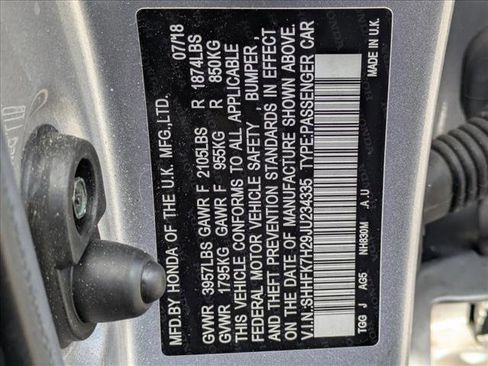 MFD.BY HONDA OF THE U.K. MFG.,LTD. 07/18
GVWR 3957LBS GAWR F 2105LBS R 1874LBS
GVWR 1795KG GAWR F 955KG R 850KG
THIS VEHICLE CONFORMS TO ALL APPLICABLE
FEDERAL MOTOR VEHICLE SAFETY, BUMPER,
AND THEFT PREVENTION STANDARDS IN EFFECT
ON THE DATE OF MANUFACTURE SHOWN ABOVE.
V.I.N.:SHHFK7H29JU234335 TYPE:PASSENGER CAR
TGG J AG5 NH830M .A .U MADE IN U.K.